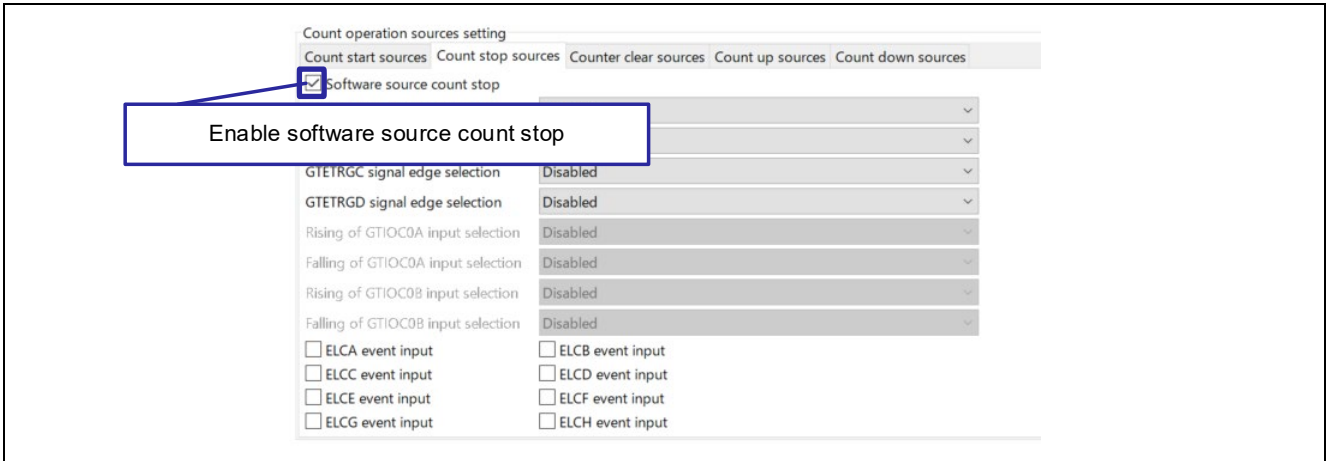 Count operation sources setting
Count start sources Count stop sources Counter clear sources Count up sources Count down sources
Software source count stop
Enable software source count stop
GTETRGC signal edge selection Disabled
GTETRGD signal edge selection Disabled
Rising of GTIOC0A input selection Disabled
Falling of GTIOC0A input selection Disabled
Rising of GTIOC0B input selection Disabled
Falling of GTIOC0B input selection Disabled
ELCA event input ELCB event input
ELCC event input ELCD event input
ELCE event input ELCF event input
ELCG event input ELCH event input